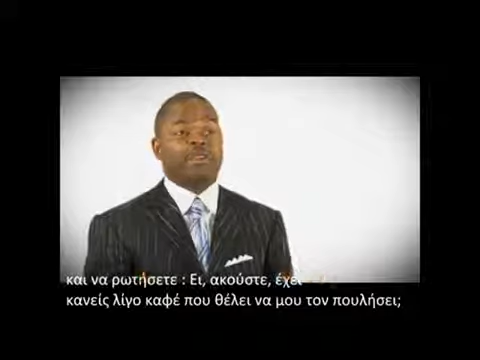 και να ρωτήσετε : Ει, ακούστε, έχει
κανείς λίγο καφέ που θέλει να μου τον πουλήσει;